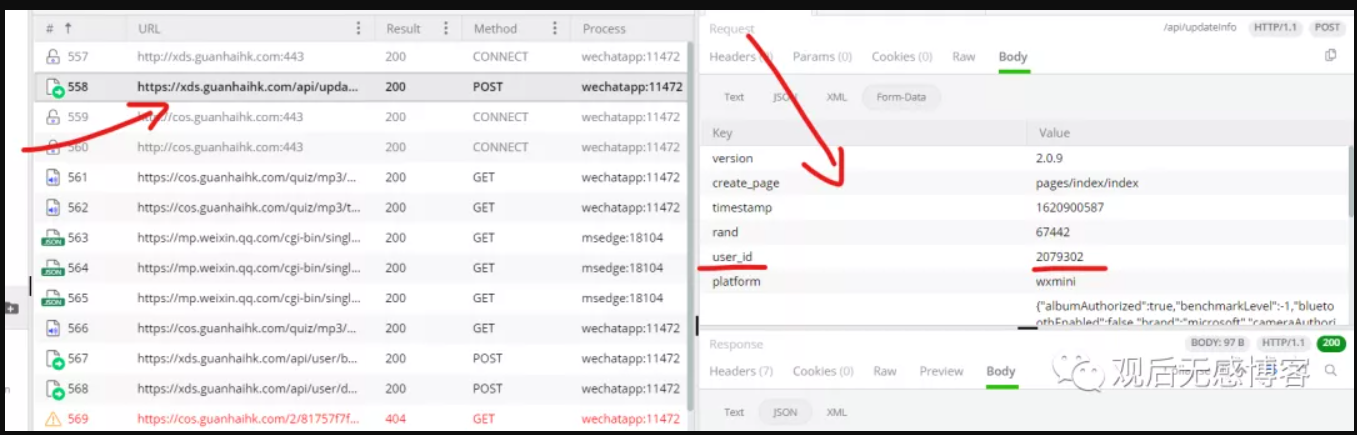 # ↑ URL Result Method Process
557 http://xds.guanhaihk.com:443 200 CONNECT wechatapp:11472
558 https://xds.guanhaihk.com/api/upda... 200 POST wechatapp:11472
559 http://cos.guanhaihk.com:443 200 CONNECT wechatapp:11472
560 http://cos.guanhaihk.com:443 200 CONNECT wechatapp:11472
561 https://cos.guanhaihk.com/quiz/mp3/... 200 GET wechatapp:11472
562 https://cos.guanhaihk.com/quiz/mp3/t... 200 GET wechatapp:11472
JSON 563 https://mp.weixin.qq.com/cgi-bin/singl... 200 GET msedge:18104
JSON 564 https://mp.weixin.qq.com/cgi-bin/singl... 200 GET msedge:18104
JSON 565 https://mp.weixin.qq.com/cgi-bin/singl... 200 GET msedge:18104
566 https://cos.guanhaihk.com/quiz/mp3/... 200 GET wechatapp:11472
567 https://xds.guanhaihk.com/api/user/b... 200 POST wechatapp:11472
568 https://xds.guanhaihk.com/api/user/d... 200 POST wechatapp:11472
569 https://cos.guanhaihk.com/2/81757f7f... 404 GET wechatapp:11472
Request /api/updateInfo HTTP/1.1 POST
Headers Params (0) Cookies (0) Raw Body
Text JSON XML Form-Data
Key Value
version 2.0.9
create_page pages/index/index
timestamp 1620900587
rand 67442
user_id 2079302
platform wxmini
{"albumAuthorized":true,"benchmarkLevel":-1,"blueto
othEnabled":false,"brand":"microsoft","cameraAuthori
Response BODY: 97 B HTTP/1.1 200
Headers (7) Cookies (0) Raw Preview Body
观后无感博客
Text JSON XML